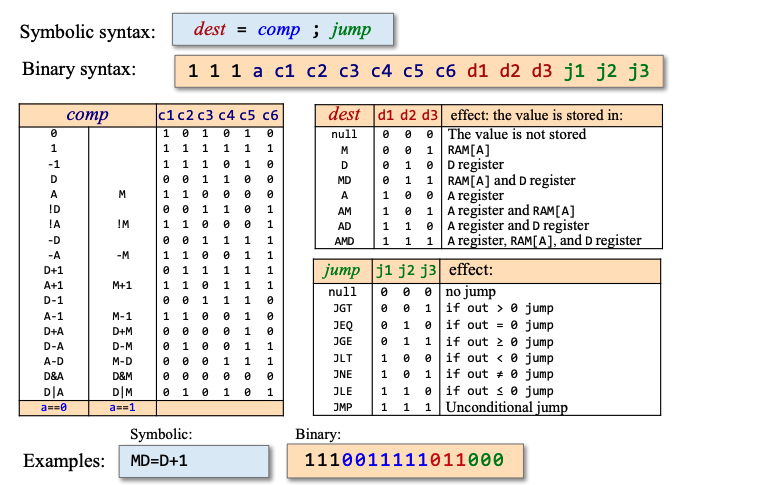 Symbolic syntax: dest = comp ; jump
Binary syntax: 1 1 1 a c1 c2 c3 c4 c5 c6 d1 d2 d3 j1 j2 j3
comp c1 c2 c3 c4 c5 c6
0 1 0 1 0 1 0
1 1 1 1 1 1 1
-1 1 1 1 0 1 0
D 0 0 1 1 0 0
A M 1 1 0 0 0 0
!D 0 0 1 1 0 1
!A !M 1 1 0 0 0 1
-D 0 0 1 1 1 1
-A -M 1 1 0 0 1 1
D+1 0 1 1 1 1 1
A+1 M+1 1 1 0 1 1 1
D-1 0 0 1 1 1 0
A-1 M-1 1 1 0 0 1 0
D+A D+M 0 0 0 0 1 0
D-A D-M 0 1 0 0 1 1
A-D M-D 0 0 0 1 1 1
D&A D&M 0 0 0 0 0 0
D|A D|M 0 1 0 1 0 1
a==0 a==1
dest d1 d2 d3 effect: the value is stored in:
null 0 0 0 The value is not stored
M 0 0 1 RAM[A]
D 0 1 0 D register
MD 0 1 1 RAM[A] and D register
A 1 0 0 A register
AM 1 0 1 A register and RAM[A]
AD 1 1 0 A register and D register
AMD 1 1 1 A register, RAM[A], and D register
jump j1 j2 j3 effect:
null 0 0 0 no jump
JGT 0 0 1 if out > 0 jump
JEQ 0 1 0 if out = 0 jump
JGE 0 1 1 if out ≥ 0 jump
JLT 1 0 0 if out < 0 jump
JNE 1 0 1 if out ≠ 0 jump
JLE 1 1 0 if out ≤ 0 jump
JMP 1 1 1 Unconditional jump
Symbolic: Binary:
Examples: MD=D+1 1110011111011000